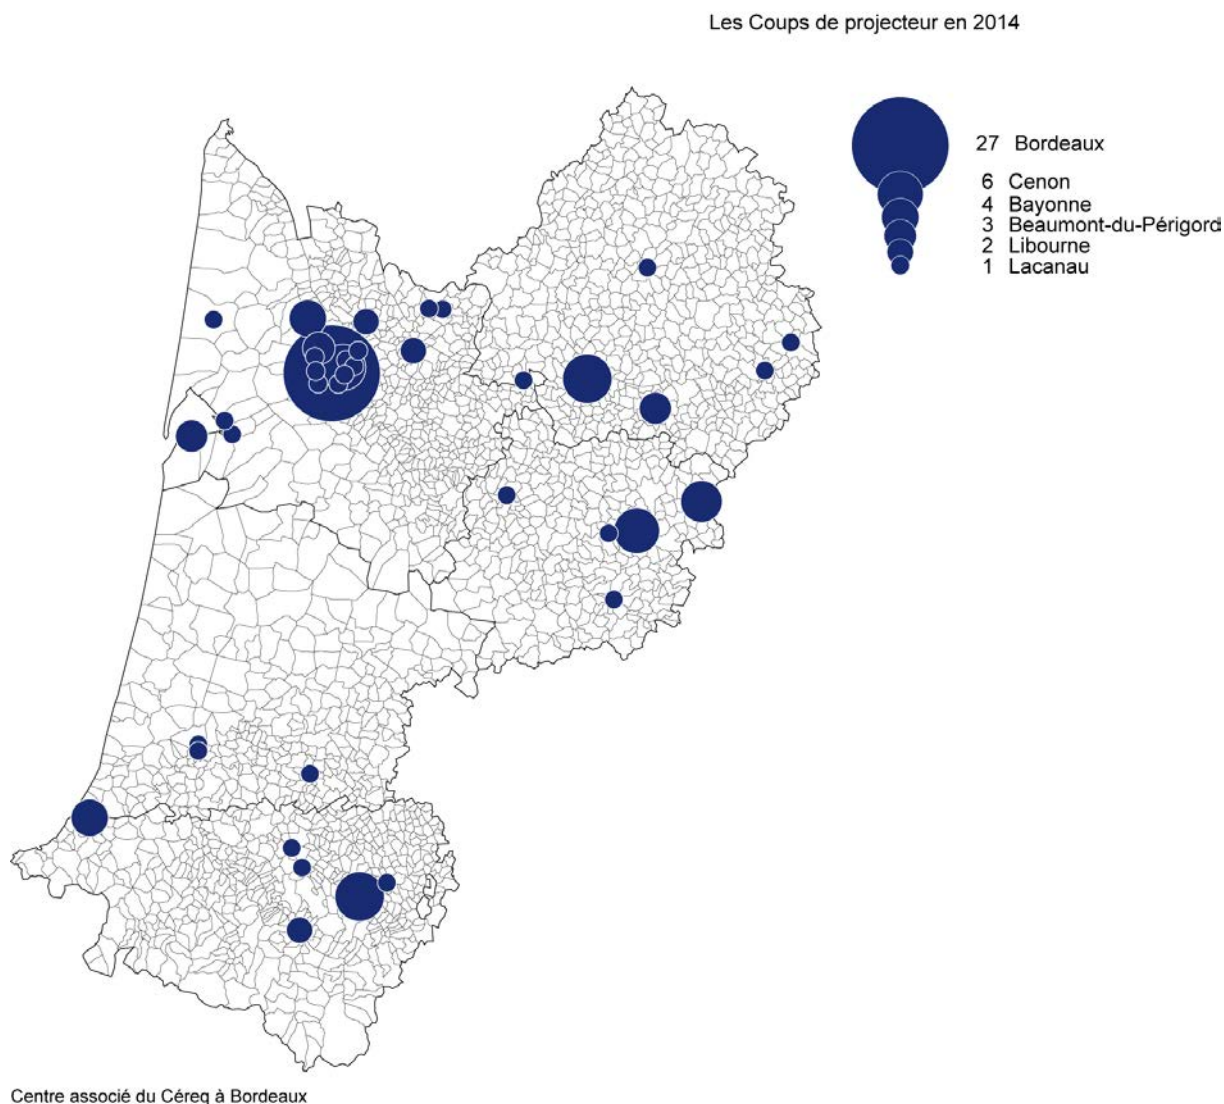 Les Coups de projecteur en 2014
27 Bordeaux
6 Cenon
4 Bayonne
3 Beaumont-du-Périgord
2 Libourne
1 Lacanau
Centre associé du Céreq à Bordeaux